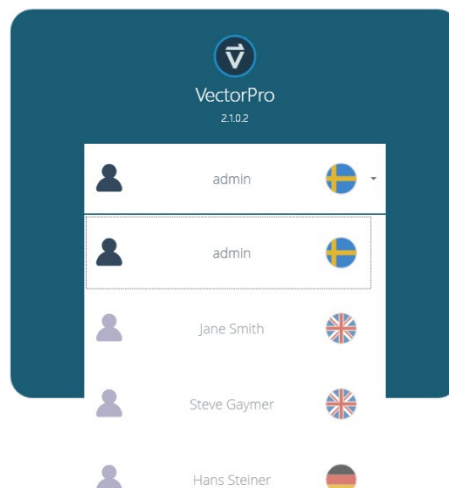 VectorPro
2.1.0.2
admin
admin
Jane Smith
Steve Gaymer
Hans Steiner